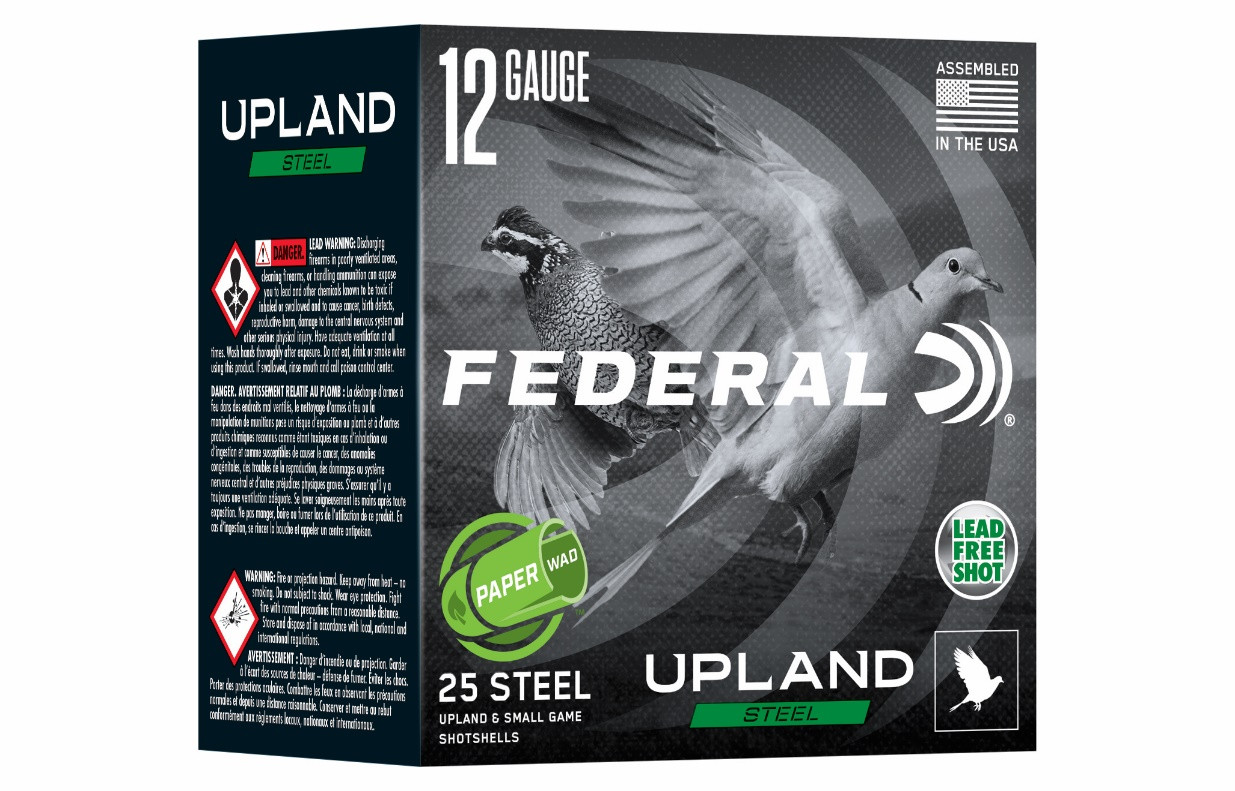 UPLAND
STEEL
DANGER.
LEAD WARNING: Discharging
firearms in poorly ventilated areas,
cleaning firearms, or handling ammunition can expose
you to lead and other chemicals known to be toxic if
inhaled or swallowed and to cause cancer, birth defects,
reproductive harm, damage to the central nervous system and
other serious physical injury. Have adequate ventilation at all
times. Wash hands thoroughly after exposure. Do not eat, drink or smoke when
using this product. If swallowed, rinse mouth and call poison control center.
DANGER. AVERTISSEMENT RELATIF AU PLOMB : La décharge d'armes à
feu dans des endroits mal ventilés, le nettoyage d'armes à feu ou la
manipulation de munitions pose un risque d'exposition au plomb et à d'autres
produits chimiques reconnus comme étant toxiques en cas d'inhalation ou
d'ingestion et comme susceptibles de causer le cancer, des anomalies
congénitales, des troubles de la reproduction, des dommages au système
nerveux central et d'autres préjudices physiques graves. S'assurer qu'il y a
toujours une ventilation adéquate. Se laver soigneusement les mains après toute
exposition. Ne pas manger, boire ou fumer lors de l'utilisation de ce produit. En
cas d'ingestion, se rincer la bouche et appeler un centre antipoison.
WARNING: Fire or projection hazard. Keep away from heat – no
smoking. Do not subject to shock. Wear eye protection. Fight
fire with normal precautions from a reasonable distance.
Store and dispose of in accordance with local, national and
international regulations.
AVERTISSEMENT : Danger d'incendie ou de projection. Garder
à l'écart des sources de chaleur – défense de fumer. Éviter les chocs.
Porter des protections oculaires. Combattre les feux en observant les précautions
normales et depuis une distance raisonnable. Conserver et mettre au rebut
conformément aux règlements locaux, nationaux et internationaux.
12 GAUGE
ASSEMBLED
IN THE USA
FEDERAL
®
PAPER WAD
™
LEAD
FREE
SHOT
25 STEEL
UPLAND & SMALL GAME
SHOTSHELLS
UPLAND
STEEL